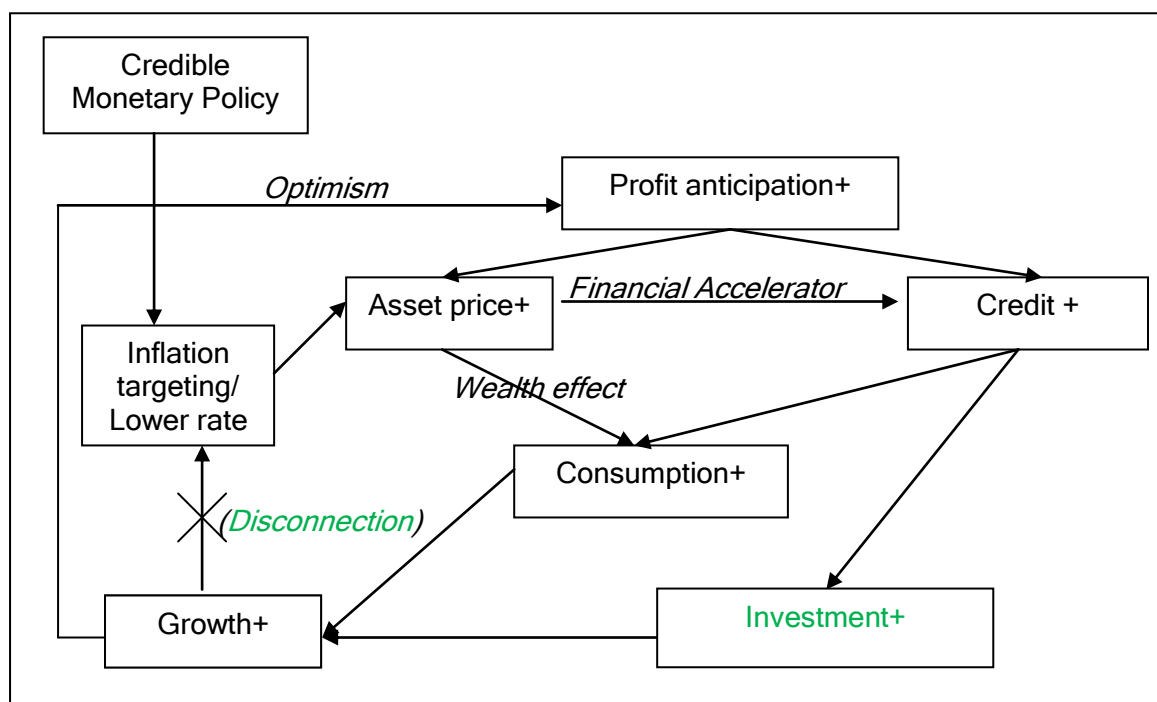 Credible
Monetary Policy
Optimism
Profit anticipation+
Asset price+
Financial Accelerator
Credit +
Inflation
targeting/
Lower rate
Wealth effect
Consumption+
(Disconnection)
Growth+
Investment+